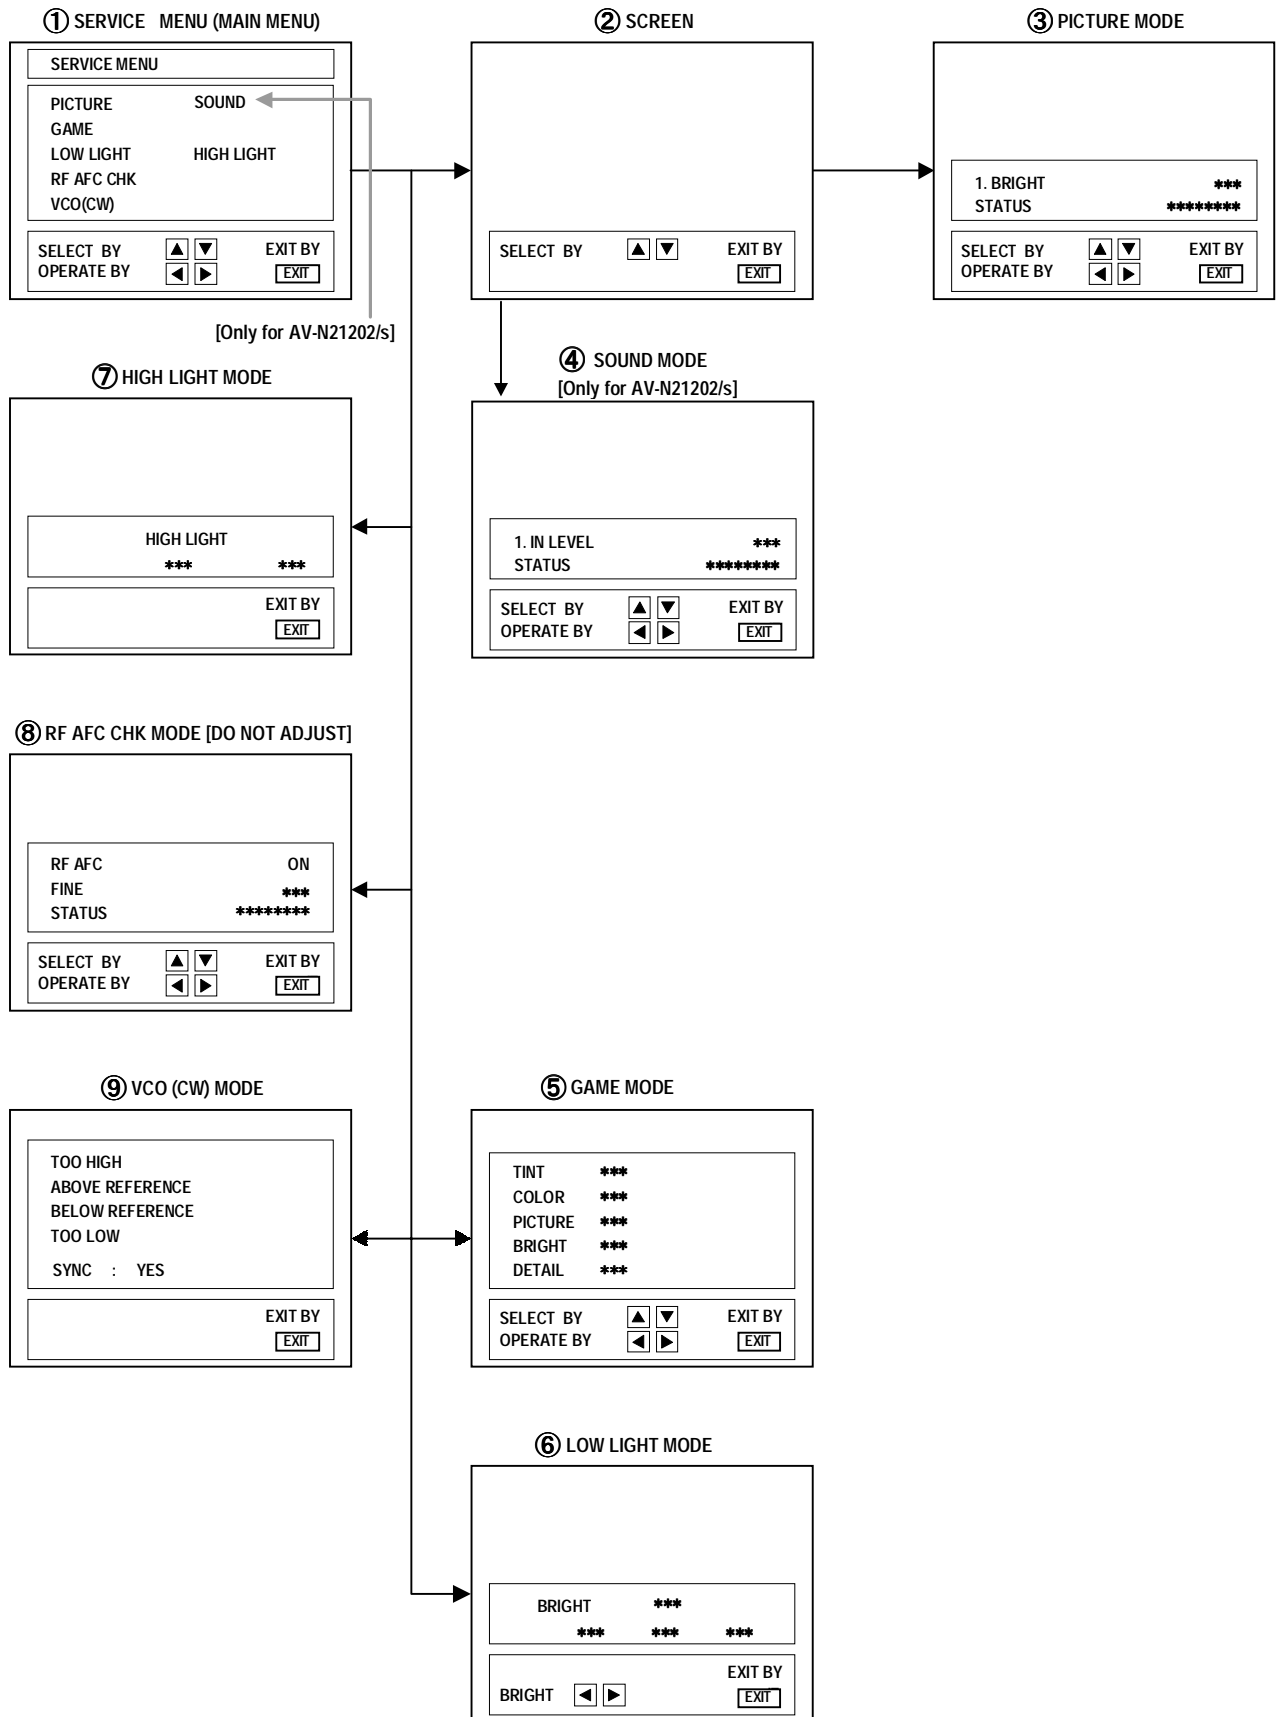 ① SERVICE MENU (MAIN MENU)
SERVICE MENU
PICTURE SOUND
GAME
LOW LIGHT HIGH LIGHT
RF AFC CHK
VCO(CW)
SELECT BY ▲ ▼ EXIT BY
OPERATE BY ◀ ▶ EXIT
[Only for AV-N21202/s]
② SCREEN
SELECT BY ▲ ▼ EXIT BY
EXIT
③ PICTURE MODE
1. BRIGHT ***
STATUS ********
SELECT BY ▲ ▼ EXIT BY
OPERATE BY ◀ ▶ EXIT
④ SOUND MODE
[Only for AV-N21202/s]
1. IN LEVEL ***
STATUS ********
SELECT BY ▲ ▼ EXIT BY
OPERATE BY ◀ ▶ EXIT
⑦ HIGH LIGHT MODE
HIGH LIGHT
*** ***
EXIT BY
EXIT
⑧ RF AFC CHK MODE [DO NOT ADJUST]
RF AFC ON
FINE ***
STATUS ********
SELECT BY ▲ ▼ EXIT BY
OPERATE BY ◀ ▶ EXIT
⑨ VCO (CW) MODE
TOO HIGH
ABOVE REFERENCE
BELOW REFERENCE
TOO LOW
SYNC : YES
EXIT BY
EXIT
⑤ GAME MODE
TINT ***
COLOR ***
PICTURE ***
BRIGHT ***
DETAIL ***
SELECT BY ▲ ▼ EXIT BY
OPERATE BY ◀ ▶ EXIT
⑥ LOW LIGHT MODE
BRIGHT ***
*** *** ***
EXIT BY
BRIGHT ◀ ▶ EXIT